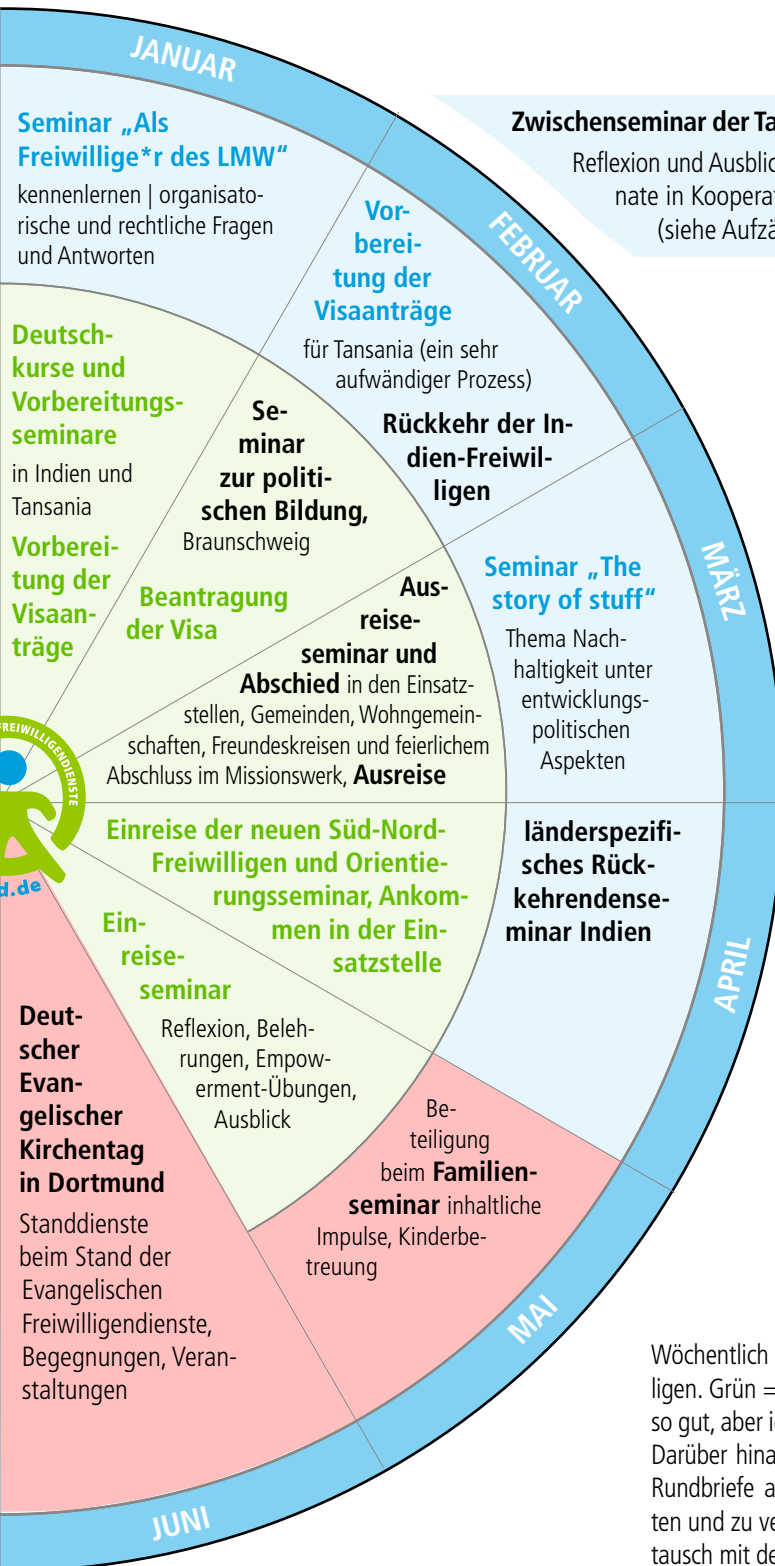 JANUAR
Seminar „Als
Freiwillige*r des LMW“
kennenlernen | organisato-
rische und rechtliche Fragen
und Antworten
Zwischenseminar der Ta
Reflexion und Ausblic
nate in Kooperat
(siehe Aufzä
FEBRUAR
Vor-
berei-
tung der
Visaanträge
für Tansania (ein sehr
aufwändiger Prozess)
Rückkehr der In-
dien-Freiwil-
ligen
Deutsch-
kurse und
Vorbereitungs-
seminare
in Indien und
Tansania
Vorberei-
tung der
Visaan-
träge
Se-
minar
zur politi-
schen Bildung,
Braunschweig
Beantragung
der Visa
MÄRZ
Seminar „The
story of stuff“
Thema Nach-
haltigkeit unter
entwicklungs-
politischen
Aspekten
Aus-
reise-
seminar und
Abschied in den Einsatz-
stellen, Gemeinden, Wohngemein-
schaften, Freundeskreisen und feierlichem
Abschluss im Missionswerk, Ausreise
FREIWILLIGENDIENSTE
d.de
Einreise der neuen Süd-Nord-
Freiwilligen und Orientie-
rungsseminar, Ankom-
men in der Ein-
satzstelle
länderspezifi-
sches Rück-
kehrendense-
minar Indien
APRIL
Ein-
reise-
seminar
Reflexion, Beleh-
rungen, Empow-
erment-Übungen,
Ausblick
Be-
teiligung
beim Familien-
seminar inhaltliche
Impulse, Kinderbe-
treuung
MAI
Deut-
scher
Evan-
gelischer
Kirchentag
in Dortmund
Standdienste
beim Stand der
Evangelischen
Freiwilligendienste,
Begegnungen, Veran-
staltungen
JUNI
Wöchentlich
ligen. Grün =
so gut, aber i
Darüber hina
Rundbriefe a
ten und zu ve
tausch mit de